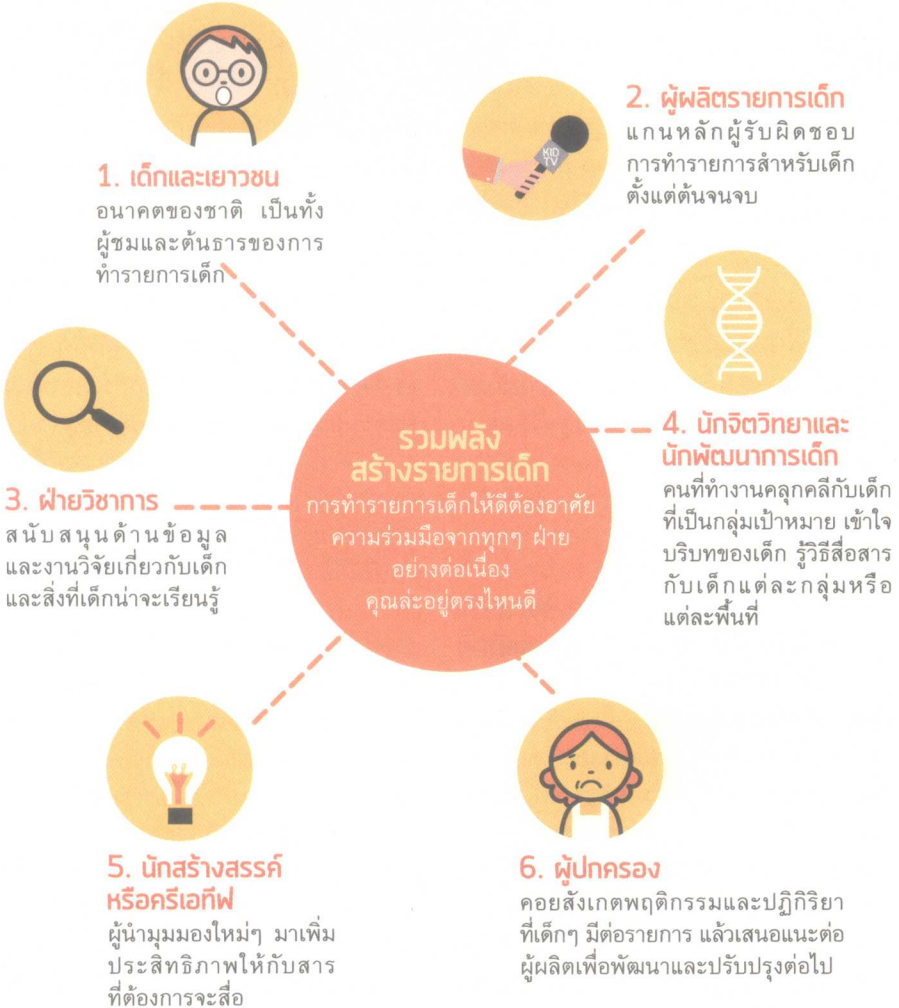 1. เด็กและเยาวชน
อนาคตของชาติ เป็นทั้ง
ผู้ชมและต้นธารของการ
ทำรายการเด็ก
KID
TV
2. ผู้ผลิตรายการเด็ก
แกนหลักผู้รับผิดชอบ
การทำรายการสำหรับเด็ก
ตั้งแต่ต้นจนจบ
รวมพลัง
สร้างรายการเด็ก
การทำรายการเด็กให้ดีต้องอาศัย
ความร่วมมือจากทุกๆ ฝ่าย
อย่างต่อเนื่อง
คุณล่ะอยู่ตรงไหนดี
3. ฝ่ายวิชาการ
สนับสนุนด้านข้อมูล
และงานวิจัยเกี่ยวกับเด็ก
และสิ่งที่เด็กน่าจะเรียนรู้
4. นักจิตวิทยาและ
นักพัฒนาการเด็ก
คนที่ทำงานคลุกคลีกับเด็ก
ที่เป็นกลุ่มเป้าหมาย เข้าใจ
บริบทของเด็ก รู้วิธีสื่อสาร
กับเด็กแต่ละกลุ่มหรือ
แต่ละพื้นที่
5. นักสร้างสรรค์
หรือครีเอทีฟ
ผู้นำมุมมองใหม่ๆ มาเพิ่ม
ประสิทธิภาพให้กับสาร
ที่ต้องการจะสื่อ
6. ผู้ปกครอง
คอยสังเกตพฤติกรรมและปฏิกิริยา
ที่เด็กๆ มีต่อรายการ แล้วเสนอแนะต่อ
ผู้ผลิตเพื่อพัฒนาและปรับปรุงต่อไป